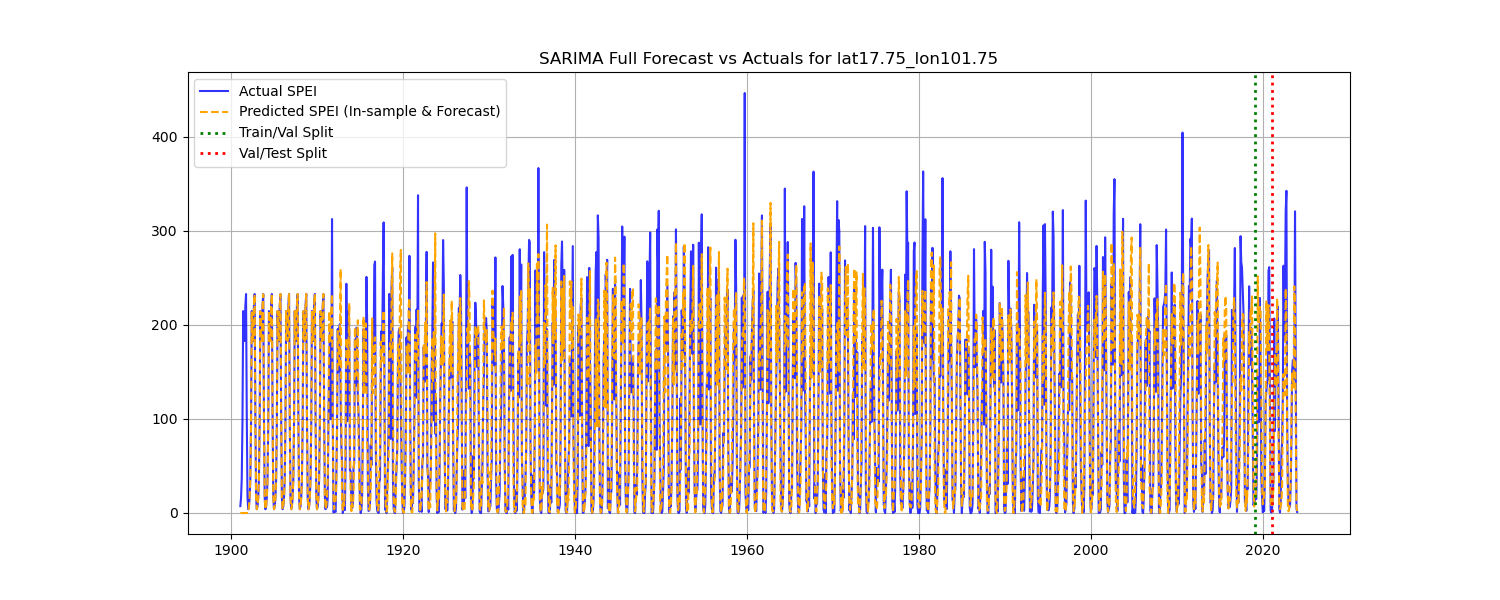 SARIMA Full Forecast vs Actuals for lat17.75_lon101.75
Actual SPEI
Predicted SPEI (In-sample & Forecast)
Train/Val Split
Val/Test Split
400
300
200
100
0
1900 1920 1940 1960 1980 2000 2020